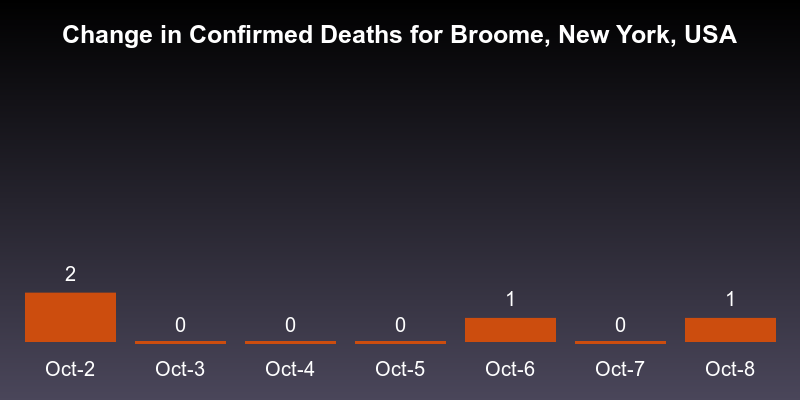 Change in Confirmed Deaths for Broome, New York, USA
2
0
0
0
1
0
1
Oct-2
Oct-3
Oct-4
Oct-5
Oct-6
Oct-7
Oct-8